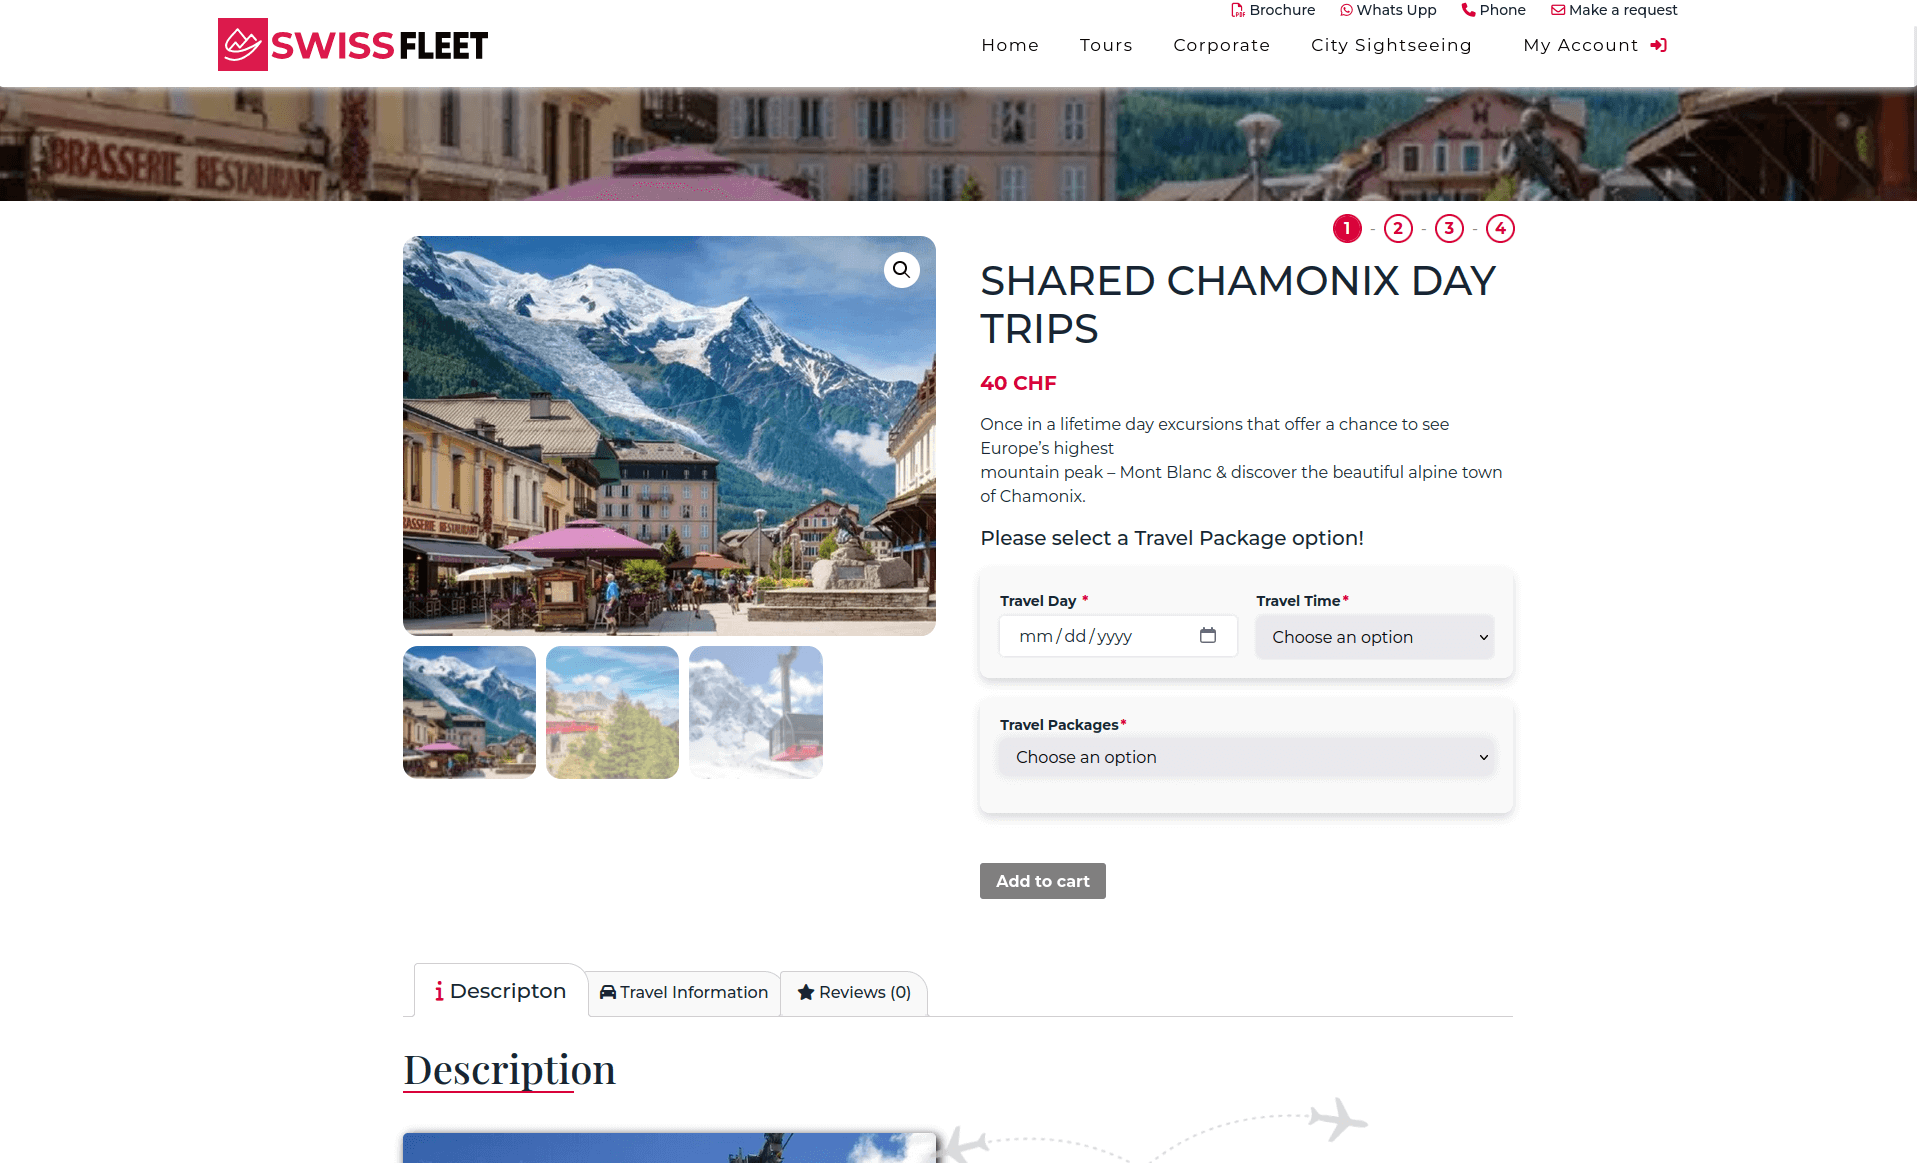 Brochure
Whats Upp
Phone
Make a request
SWISS FLEET
Home
Tours
Corporate
City Sightseeing
My Account
BRASSERIE RESTAURANT
1 - 2 - 3 - 4
SHARED CHAMONIX DAY
TRIPS
40 CHF
Once in a lifetime day excursions that offer a chance to see
Europe’s highest
mountain peak – Mont Blanc & discover the beautiful alpine town
of Chamonix.
BRASSERIE RESTAURANT
Please select a Travel Package option!
Travel Day *
Travel Time*
mm/dd/yyyy
Choose an option
Travel Packages*
Choose an option
Add to cart
Descripton
Travel Information
Reviews (0)
Description